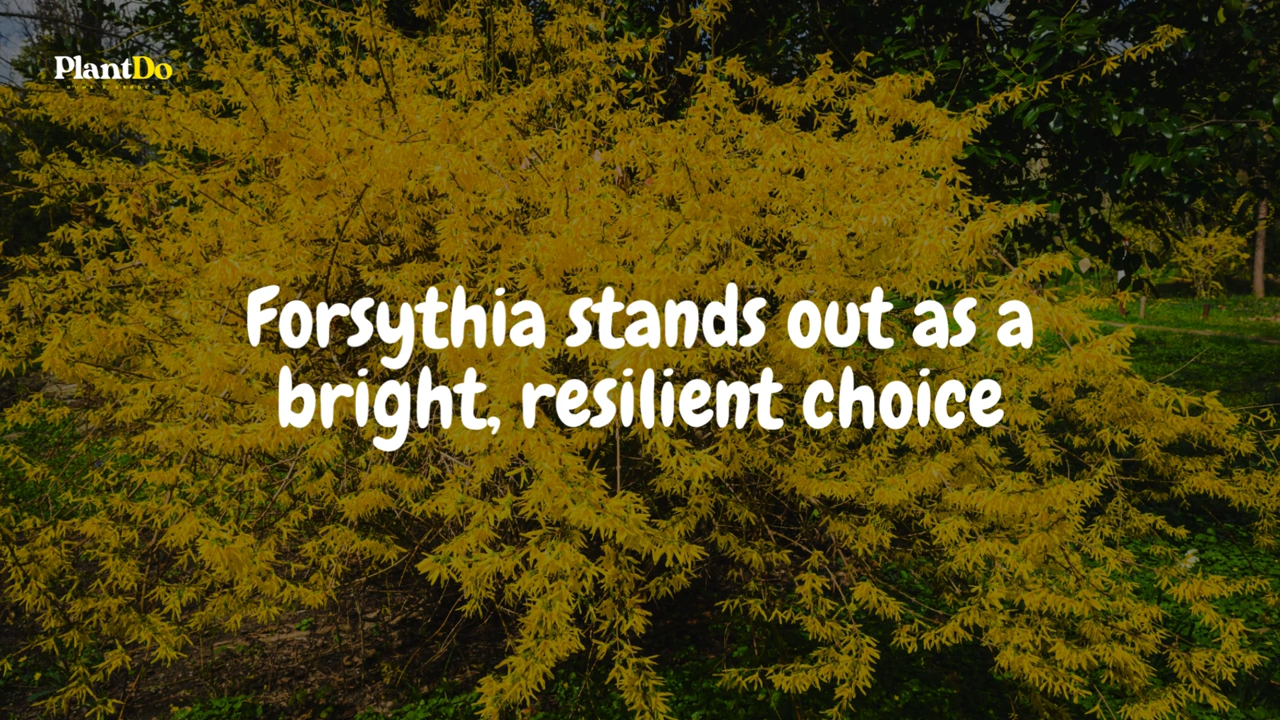 PlantDo
Forsythia stands out as a
bright, resilient choice